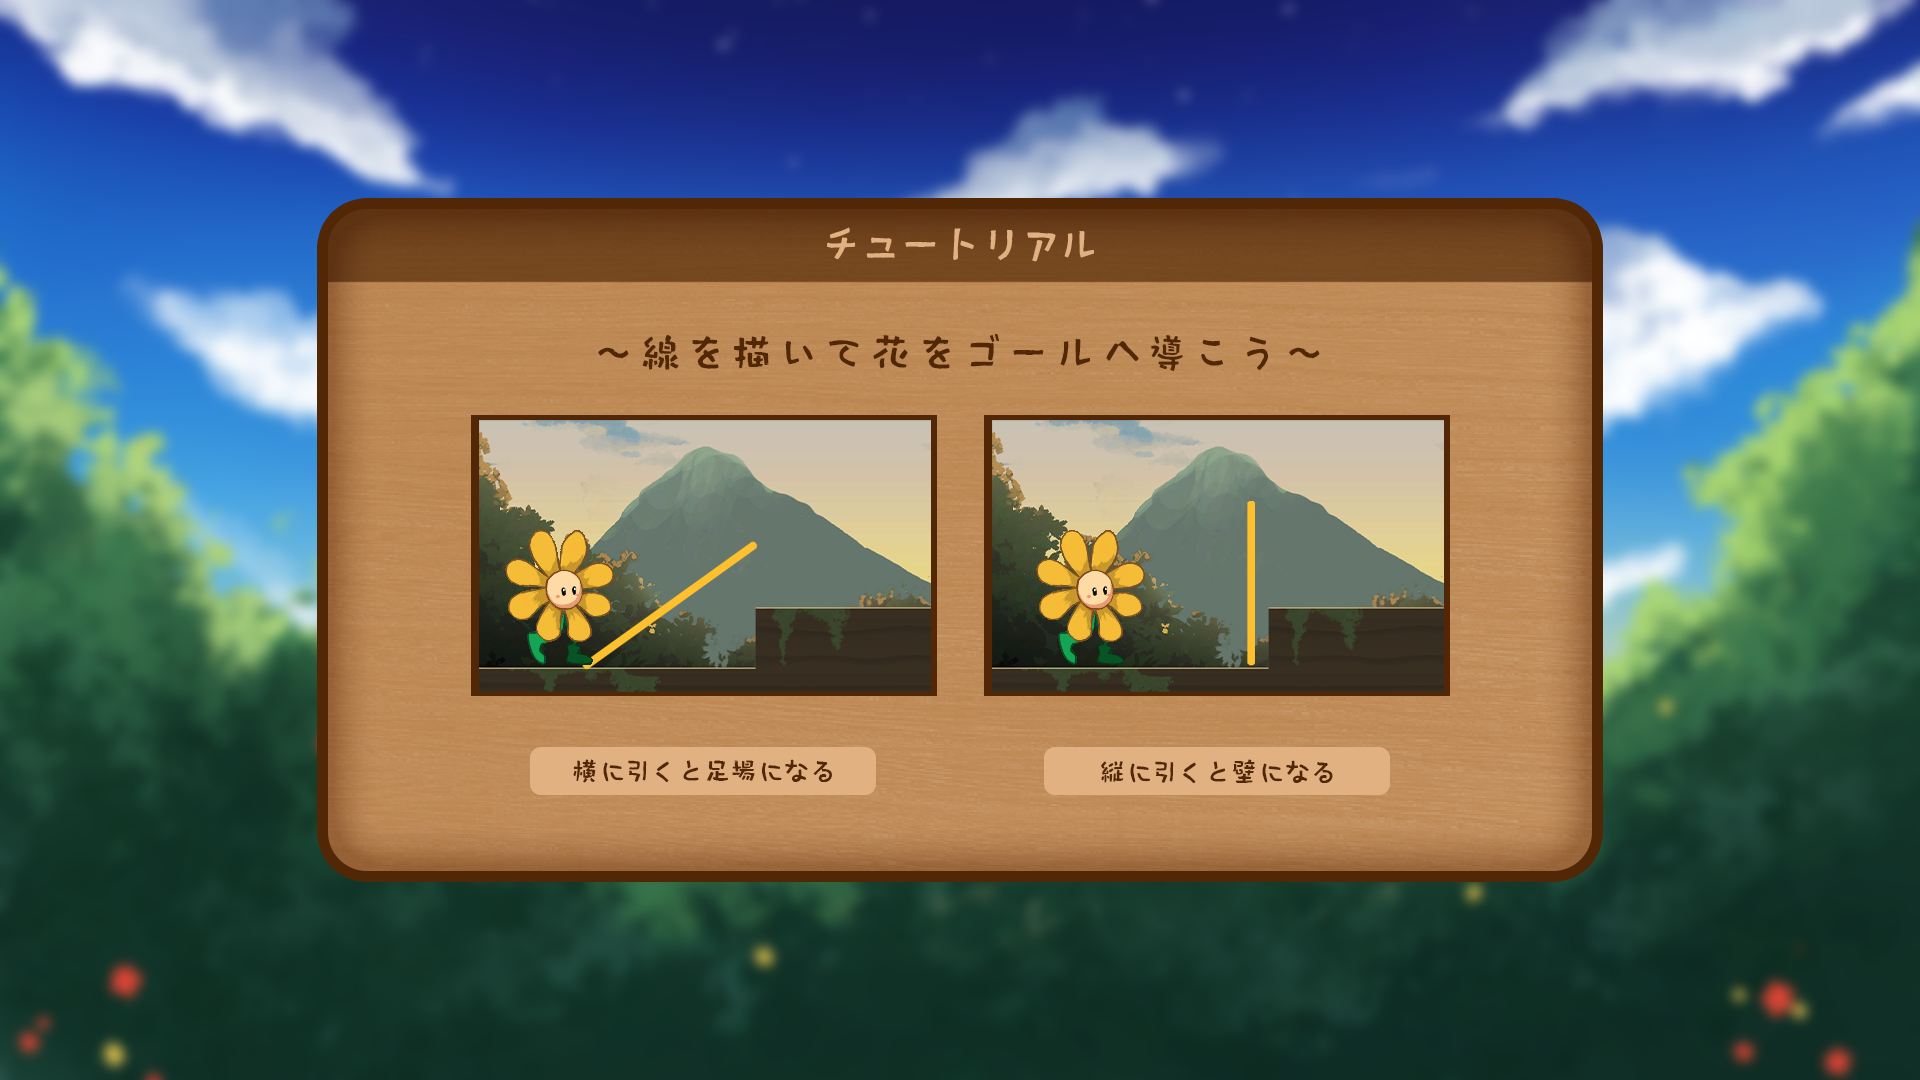 チュートリアル
～線を描いて花をゴールへ導こう～
横に引くと足場になる
縦に引くと壁になる